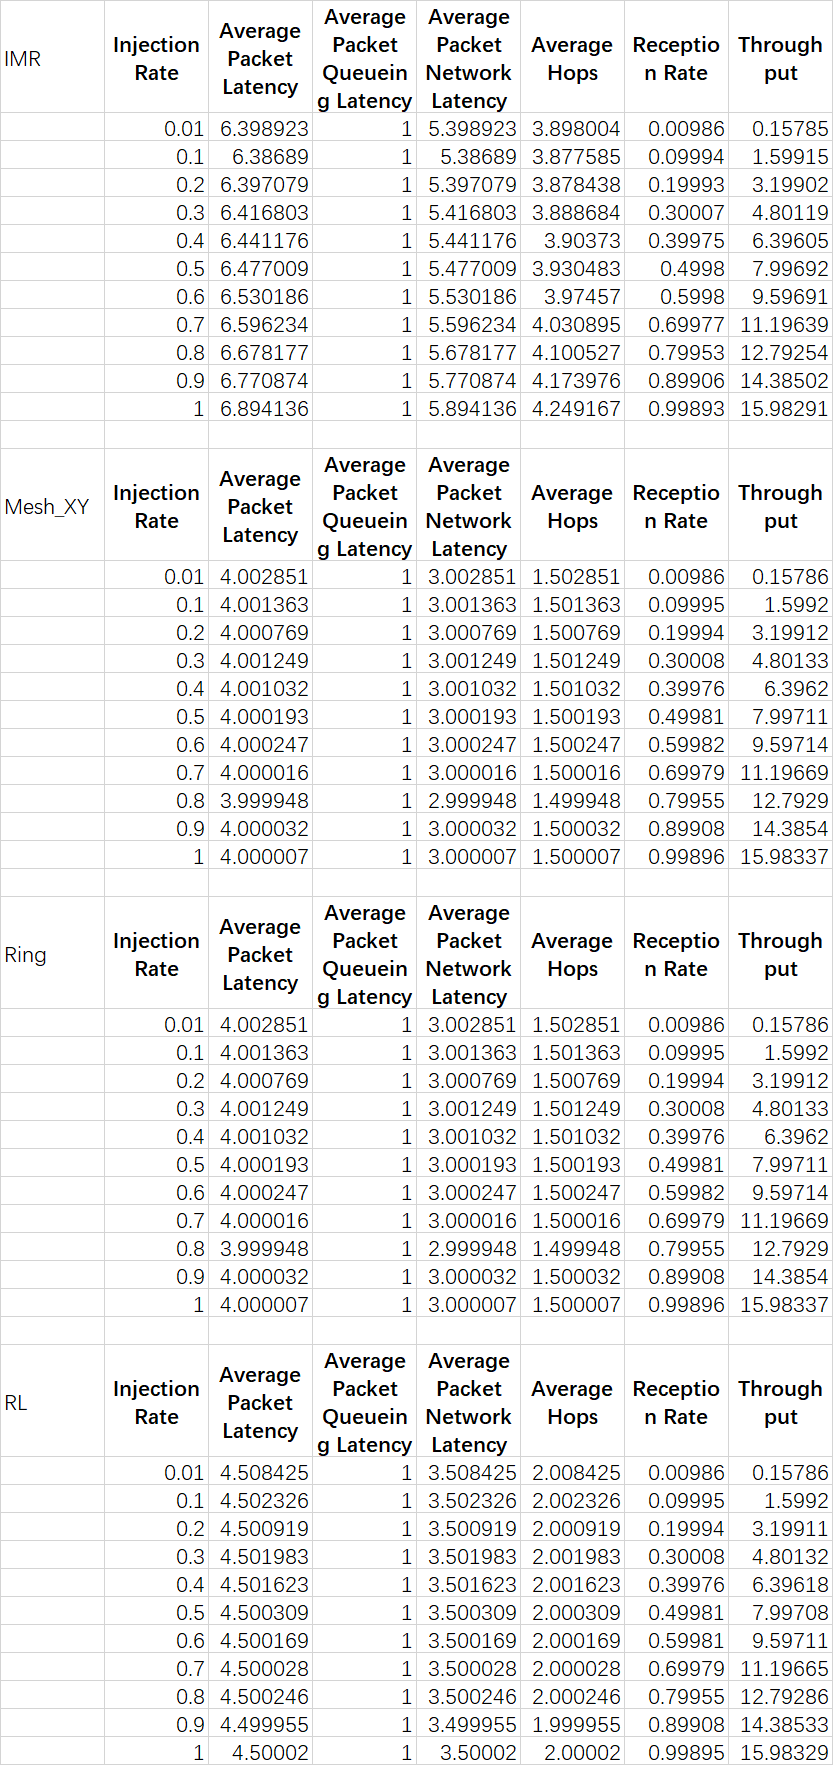 IMR Injection Rate Average Packet Latency Average Packet Queueing Latency Average Packet Network Latency Average Hops Reception Rate Throughput
0.01 6.398923 1 5.398923 3.898004 0.00986 0.15785
0.1 6.38689 1 5.38689 3.877585 0.09994 1.59915
0.2 6.397079 1 5.397079 3.878438 0.19993 3.19902
0.3 6.416803 1 5.416803 3.888684 0.30007 4.80119
0.4 6.441176 1 5.441176 3.90373 0.39975 6.39605
0.5 6.477009 1 5.477009 3.930483 0.4998 7.99692
0.6 6.530186 1 5.530186 3.97457 0.5998 9.59691
0.7 6.596234 1 5.596234 4.030895 0.69977 11.19639
0.8 6.678177 1 5.678177 4.100527 0.79953 12.79254
0.9 6.770874 1 5.770874 4.173976 0.89906 14.38502
1 6.894136 1 5.894136 4.249167 0.99893 15.98291
Mesh_XY Injection Rate Average Packet Latency Average Packet Queueing Latency Average Packet Network Latency Average Hops Reception Rate Throughput
0.01 4.002851 1 3.002851 1.502851 0.00986 0.15786
0.1 4.001363 1 3.001363 1.501363 0.09995 1.5992
0.2 4.000769 1 3.000769 1.500769 0.19994 3.19912
0.3 4.001249 1 3.001249 1.501249 0.30008 4.80133
0.4 4.001032 1 3.001032 1.501032 0.39976 6.3962
0.5 4.000193 1 3.000193 1.500193 0.49981 7.99711
0.6 4.000247 1 3.000247 1.500247 0.59982 9.59714
0.7 4.000016 1 3.000016 1.500016 0.69979 11.19669
0.8 3.999948 1 2.999948 1.499948 0.79955 12.7929
0.9 4.000032 1 3.000032 1.500032 0.89908 14.3854
1 4.000007 1 3.000007 1.500007 0.99896 15.98337
Ring Injection Rate Average Packet Latency Average Packet Queueing Latency Average Packet Network Latency Average Hops Reception Rate Throughput
0.01 4.002851 1 3.002851 1.502851 0.00986 0.15786
0.1 4.001363 1 3.001363 1.501363 0.09995 1.5992
0.2 4.000769 1 3.000769 1.500769 0.19994 3.19912
0.3 4.001249 1 3.001249 1.501249 0.30008 4.80133
0.4 4.001032 1 3.001032 1.501032 0.39976 6.3962
0.5 4.000193 1 3.000193 1.500193 0.49981 7.99711
0.6 4.000247 1 3.000247 1.500247 0.59982 9.59714
0.7 4.000016 1 3.000016 1.500016 0.69979 11.19669
0.8 3.999948 1 2.999948 1.499948 0.79955 12.7929
0.9 4.000032 1 3.000032 1.500032 0.89908 14.3854
1 4.000007 1 3.000007 1.500007 0.99896 15.98337
RL Injection Rate Average Packet Latency Average Packet Queueing Latency Average Packet Network Latency Average Hops Reception Rate Throughput
0.01 4.508425 1 3.508425 2.008425 0.00986 0.15786
0.1 4.502326 1 3.502326 2.002326 0.09995 1.5992
0.2 4.500919 1 3.500919 2.000919 0.19994 3.19911
0.3 4.501983 1 3.501983 2.001983 0.30008 4.80132
0.4 4.501623 1 3.501623 2.001623 0.39976 6.39618
0.5 4.500309 1 3.500309 2.000309 0.49981 7.99708
0.6 4.500169 1 3.500169 2.000169 0.59981 9.59711
0.7 4.500028 1 3.500028 2.000028 0.69979 11.19665
0.8 4.500246 1 3.500246 2.000246 0.79955 12.79286
0.9 4.499955 1 3.499955 1.999955 0.89908 14.38533
1 4.50002 1 3.50002 2.00002 0.99895 15.98329